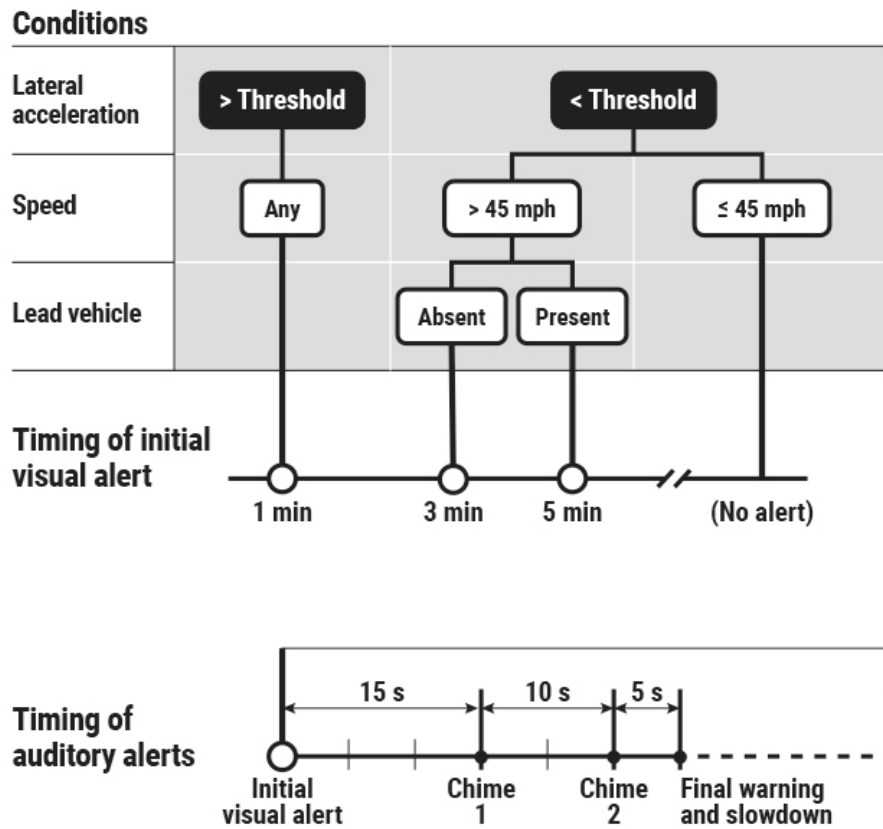 Conditions
Lateral
acceleration
> Threshold
< Threshold
Speed
Any
> 45 mph
≤ 45 mph
Lead vehicle
Absent
Present
Timing of initial
visual alert
1 min
3 min
5 min
(No alert)
15 s
10 s
5 s
Timing of
auditory alerts
Initial
visual alert
Chime
1
Chime
2
Final warning
and slowdown